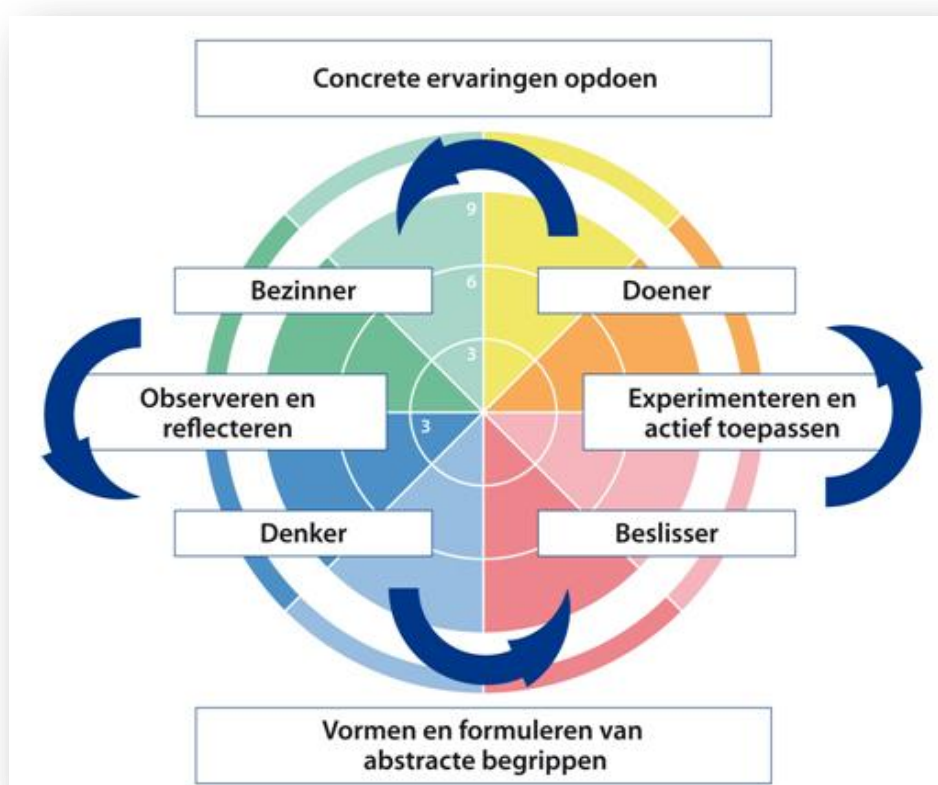 Concrete ervaringen opdoen
9
6
3
Bezinner
Doener
Observeren en
reflecteren
3
Experimenteren en
actief toepassen
Denker
Beslisser
Vormen en formuleren van
abstracte begrippen